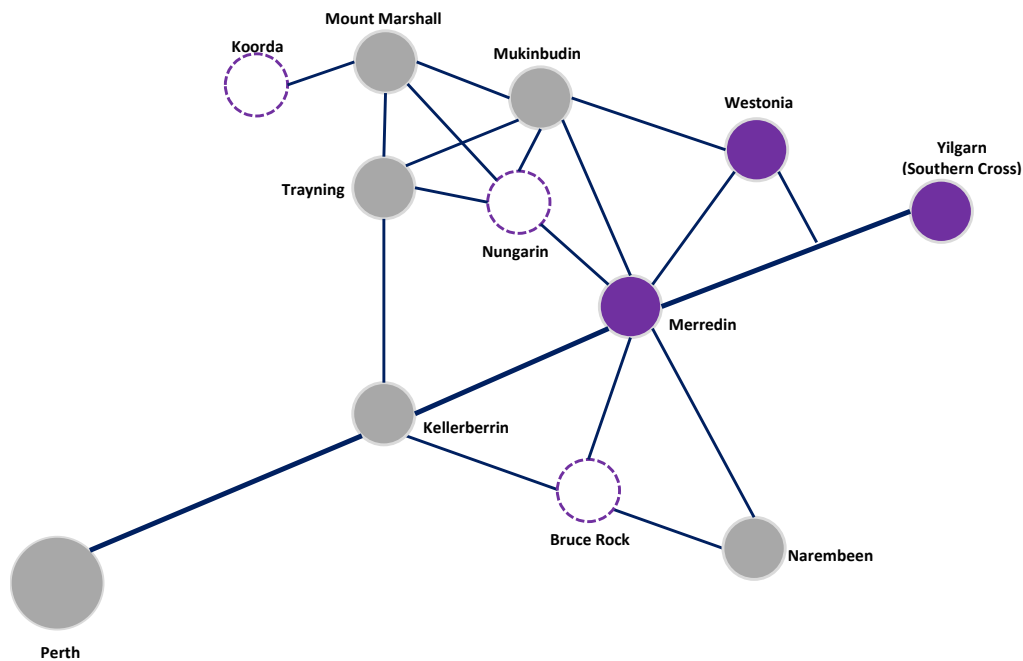 Mount Marshall
Koorda
Mukinbudin
Westonia
Yilgarn
(Southern Cross)
Trayning
Nungarin
Merredin
Kellerberrin
Bruce Rock
Narembeen
Perth